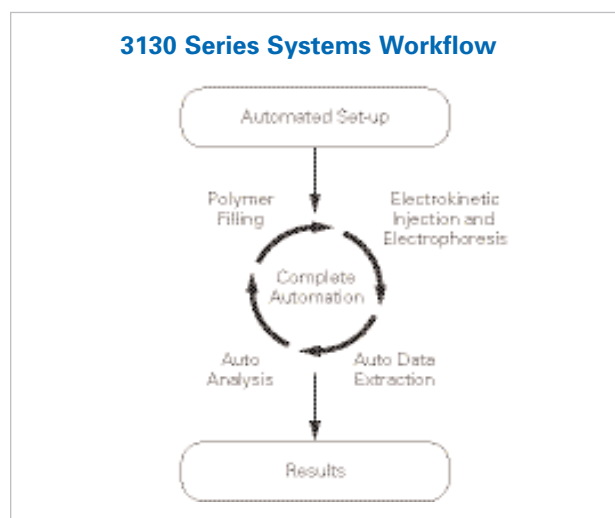 3130 Series Systems Workflow
Automated Set-up
Polymer
Filling
Electrokinetic
Injection and
Electrophoresis
Complete
Automation
Auto
Analysis
Auto Data
Extraction
Results